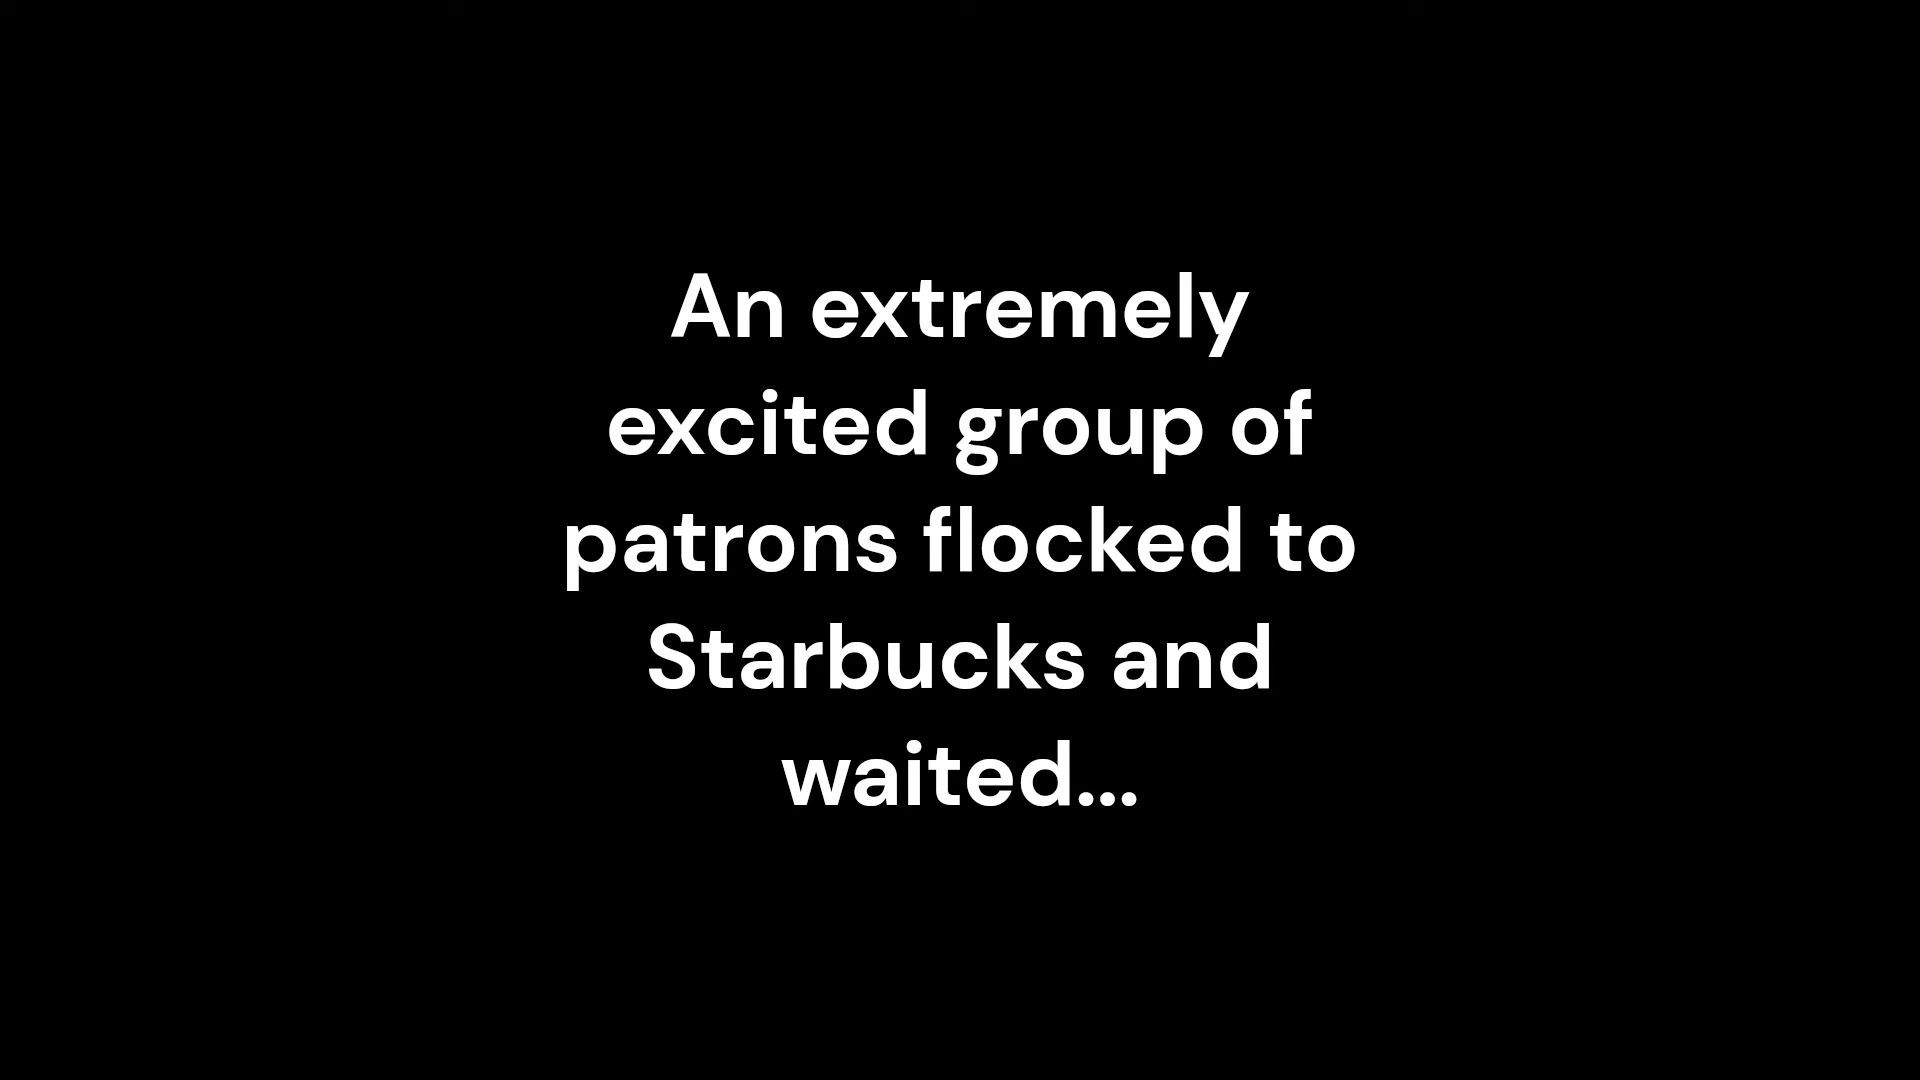 An extremely
excited group of
patrons flocked to
Starbucks and
waited...